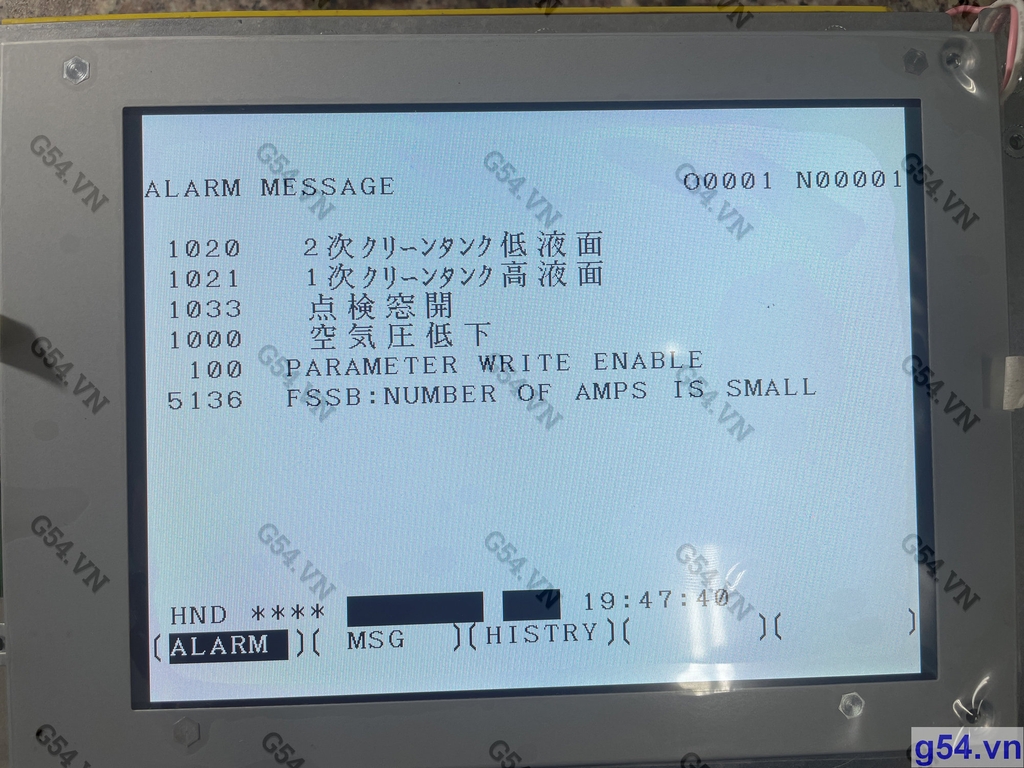 ALARM MESSAGE O0001 N00001
1020 2次クリーンタンク低液面
1021 1次クリーンタンク高液面
1033 点検窓開
1000 空気圧低下
100 PARAMETER WRITE ENABLE
5136 FSSB:NUMBER OF AMPS IS SMALL
HND **** 19:47:40
(ALARM)( MSG )(HISTRY)( )( )
g54.vn